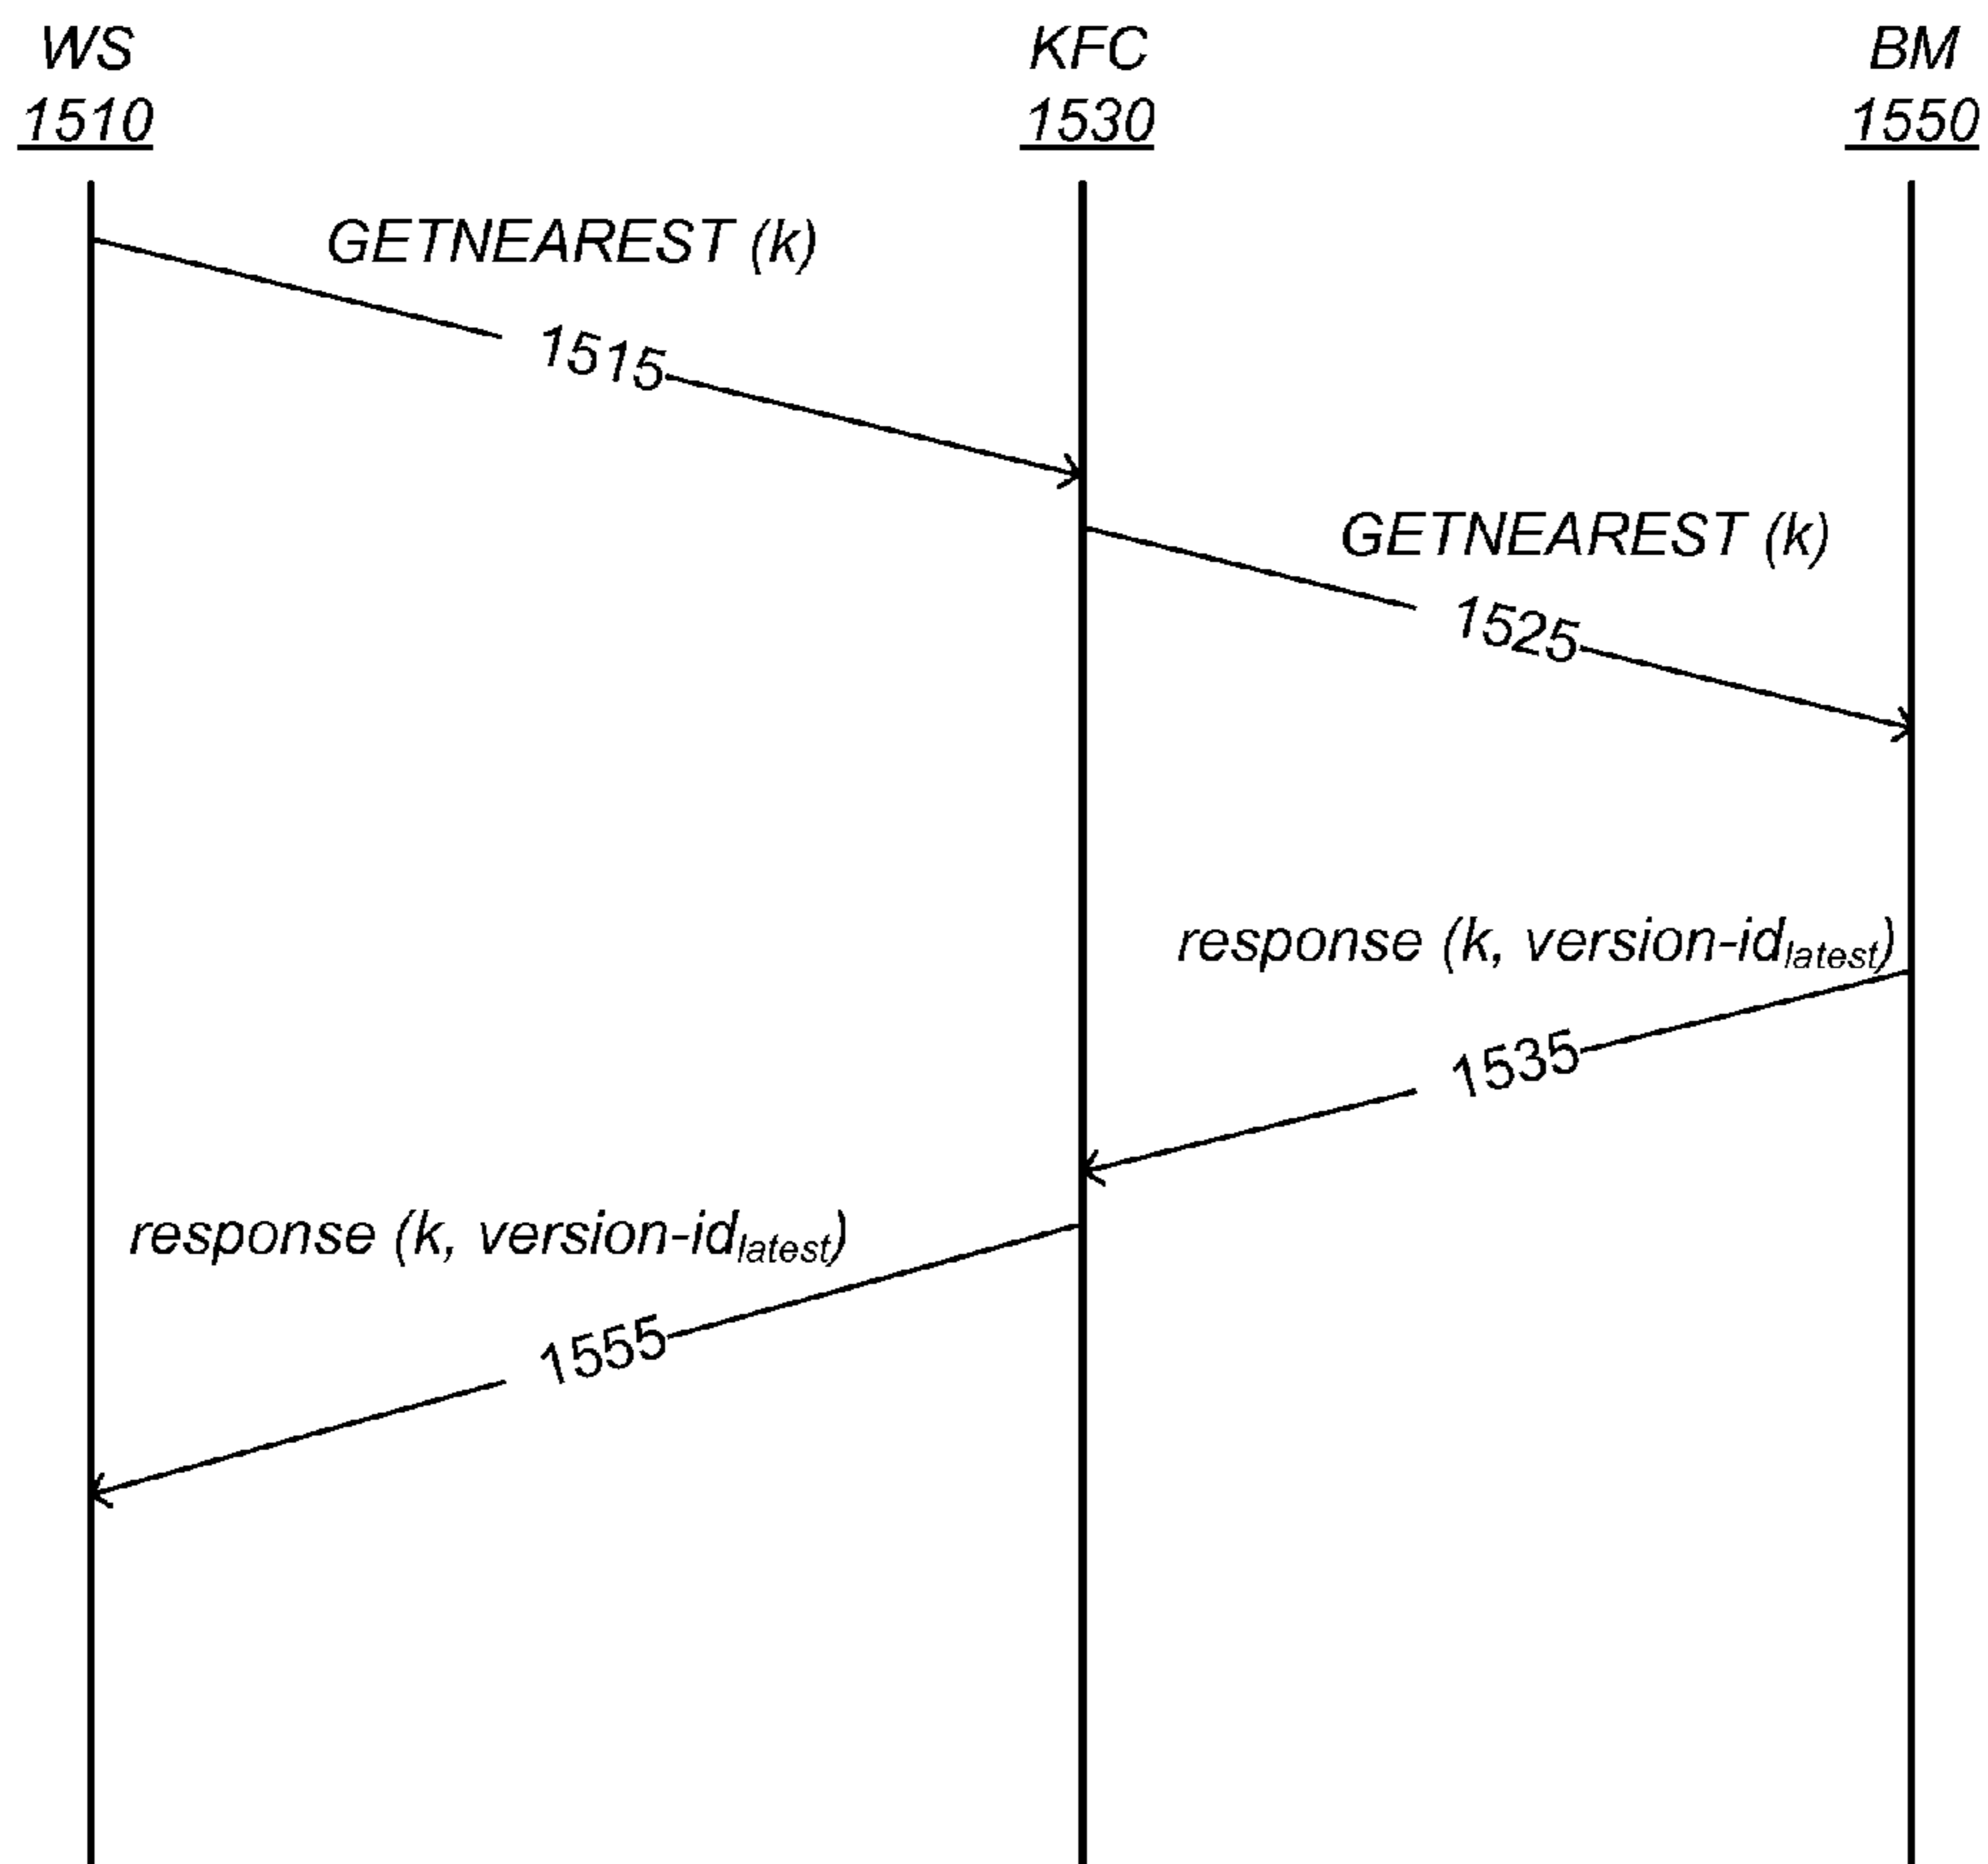 WS
1510
KFC
1530
BM
1550
GETNEAREST (k)
1515
GETNEAREST (k)
1525
response (k, version-idlatest)
1535
response (k, version-idlatest)
1555